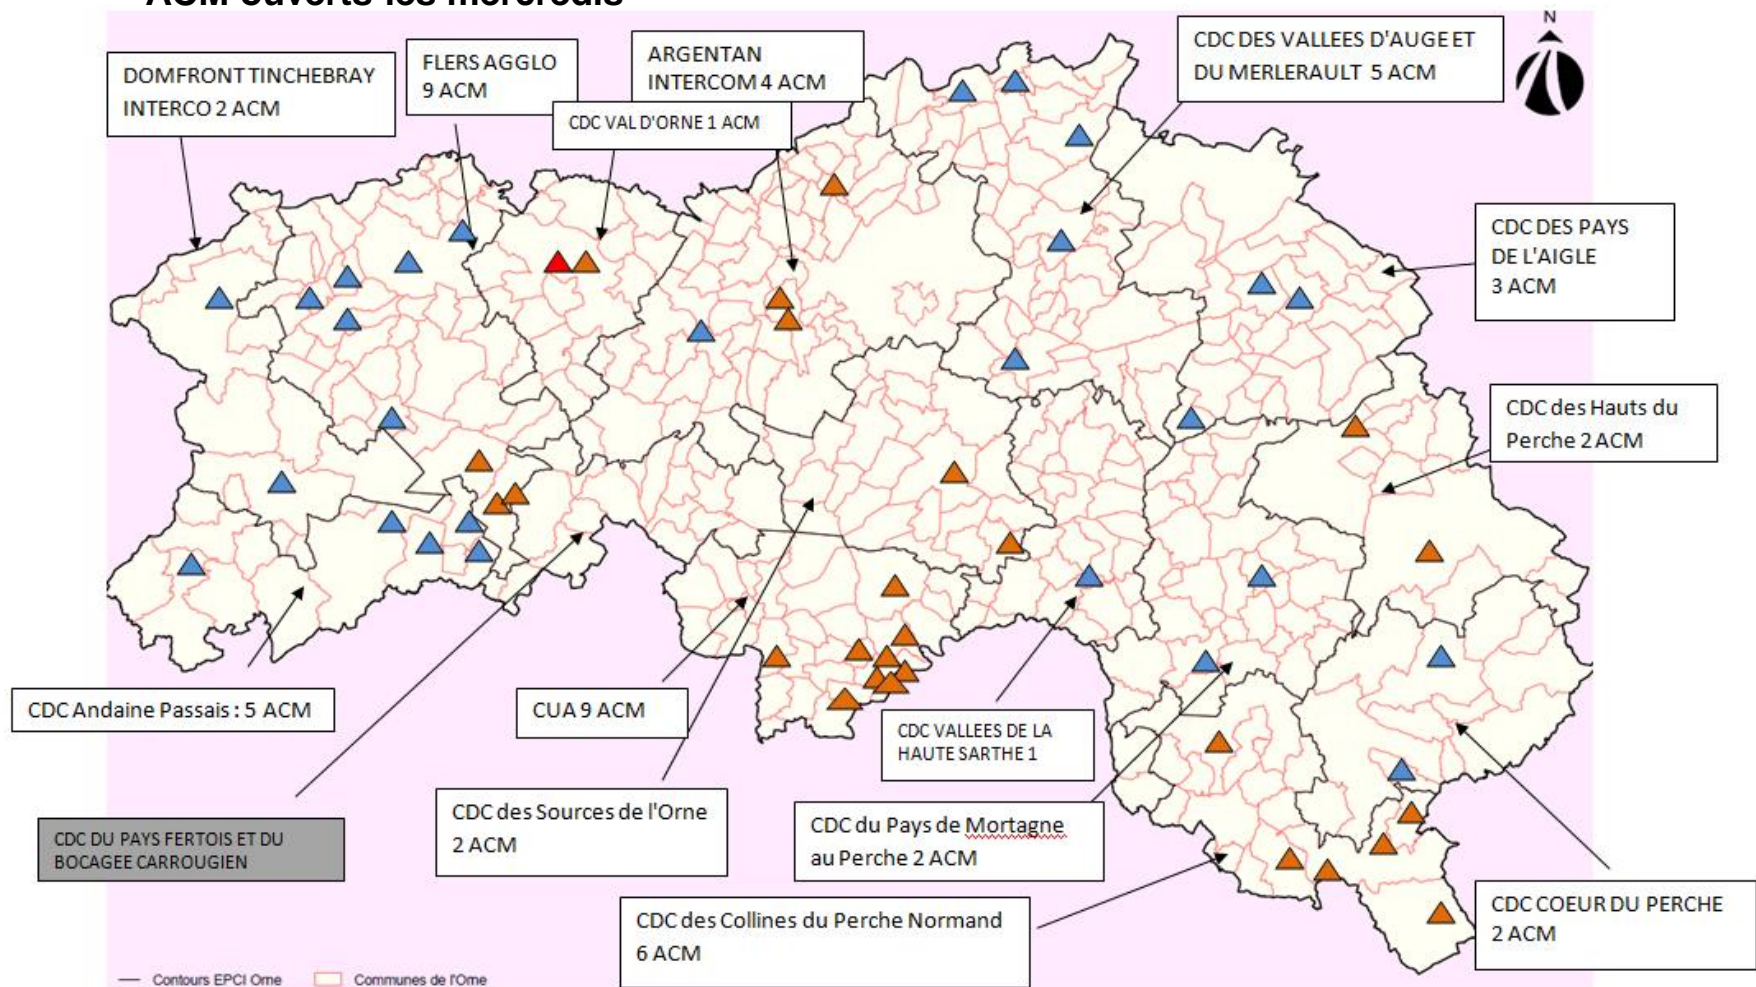 ACM ouverts les mercredis
N
DOMFRONT TINCHEBRAY
INTERCO 2 ACM
FLERS AGGLO
9 ACM
ARGENTAN
INTERCOM 4 ACM
CDC VAL D'ORNE 1 ACM
CDC DES VALLEES D'AUGE ET
DU MERLERAULT 5 ACM
CDC DES PAYS
DE L'AIGLE
3 ACM
CDC des Hauts du
Perche 2 ACM
CDC Andaine Passais : 5 ACM
CUA 9 ACM
CDC VALLEES DE LA
HAUTE SARTHE 1
CDC DU PAYS FERTOIS ET DU
BOCAGEE CARROUGIEN
CDC des Sources de l'Orne
2 ACM
CDC du Pays de Mortagne
au Perche 2 ACM
CDC des Collines du Perche Normand
6 ACM
CDC COEUR DU PERCHE
2 ACM
Contours EPCI Orne
Communes de l'Orne